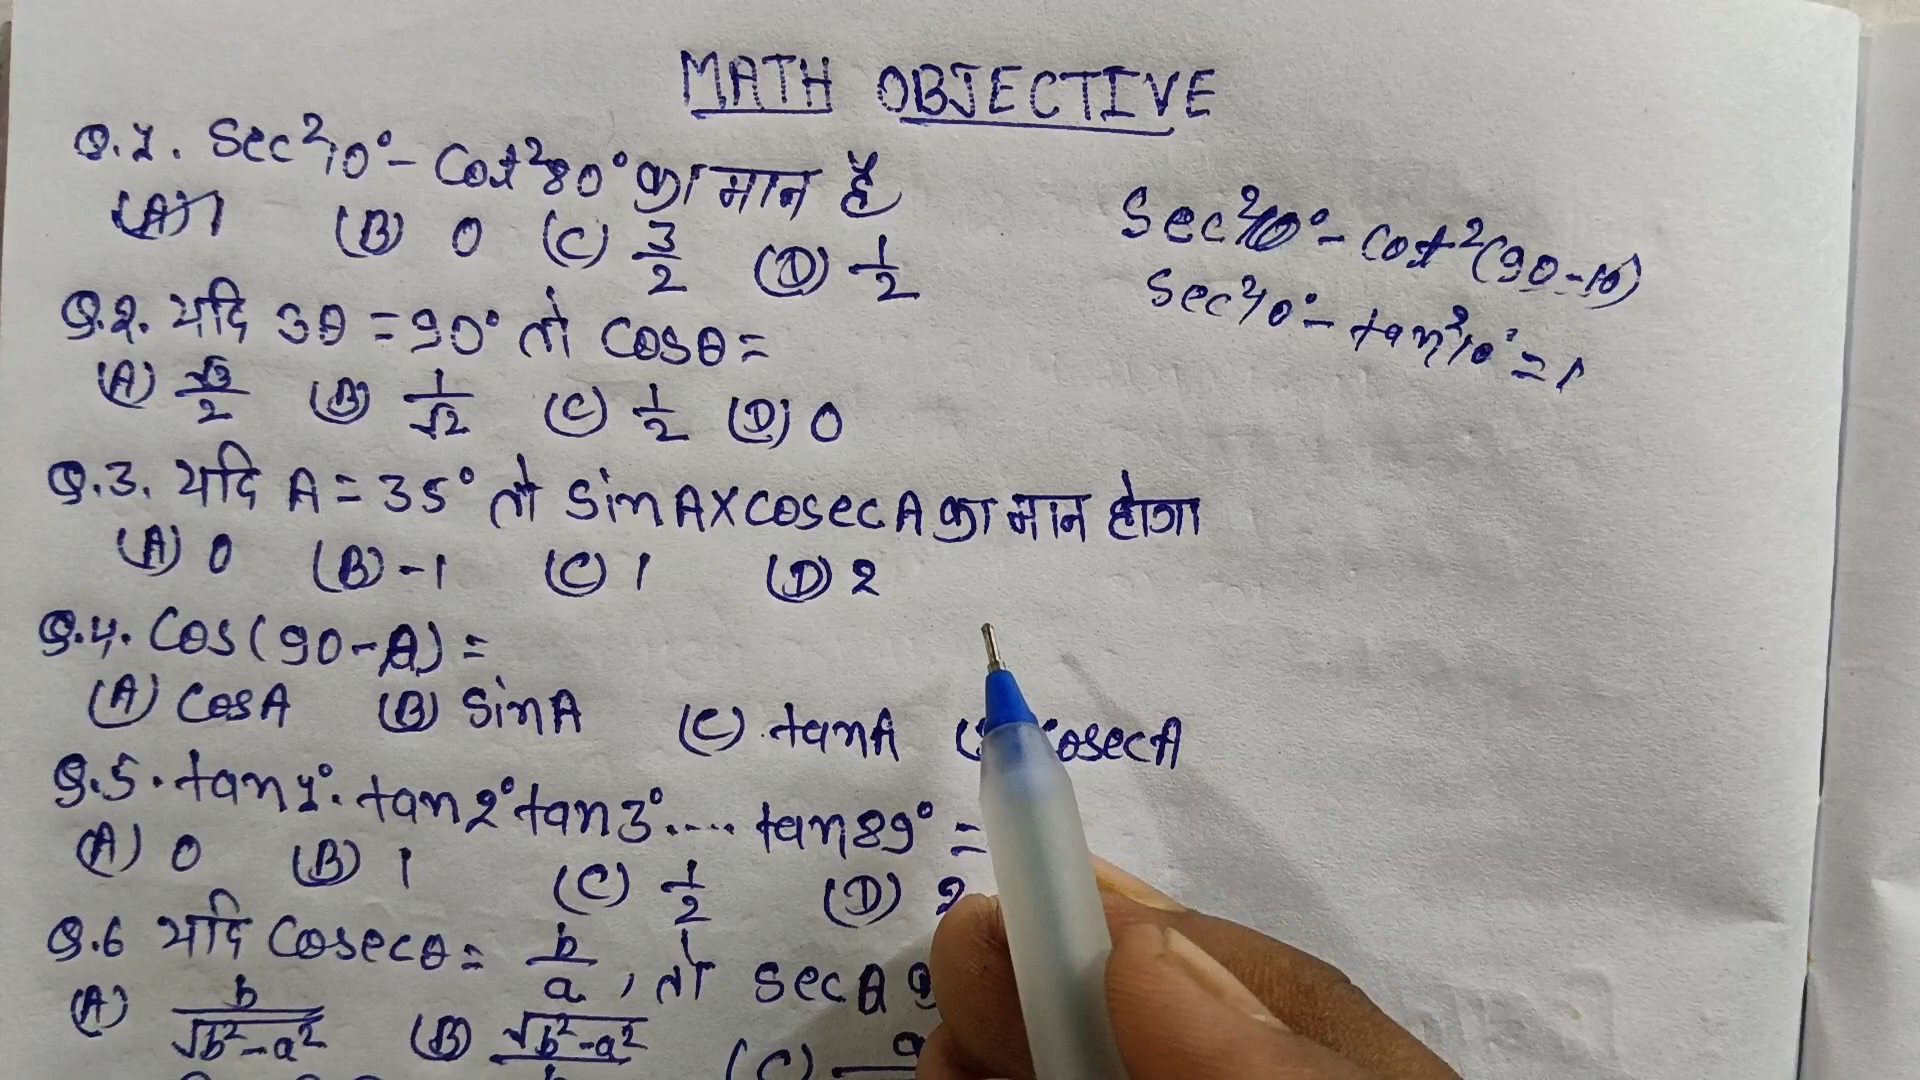 MATH OBJECTIVE
Q.1. Sec²10° - Cot²80° का मान है
(A) 1 (B) 0 (C) 3/2 (D) 1/2
Sec²10° - Cot²(90-10)
Sec²10° - tan²10° = 1
Q.2. यदि 3θ = 90° तो cosθ =
(A) √3/2 (B) 1/√2 (C) 1/2 (D) 0
Q.3. यदि A = 35° तो sinA×cosecA का मान होगा
(A) 0 (B) -1 (C) 1 (D) 2
Q.4. Cos(90-A) =
(A) cosA (B) sinA (C) tanA cosecA
Q.5. tan1°. tan2° tan3° .... tan89° =
(A) 0 (B) 1 (C) 1/2 (D) 2
Q.6 यदि Cosecθ = b/a, तो sec
(A) b/√b²-a² (B) √b²-a²/b (C) a